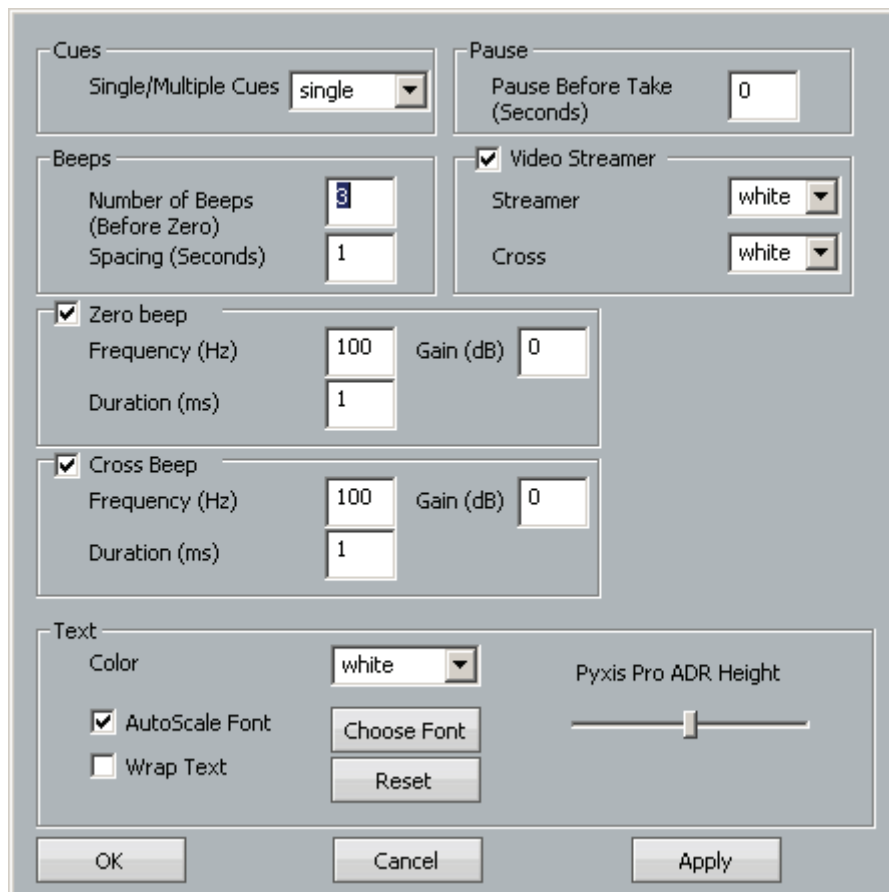 Cues
Single/Multiple Cues single
Pause
Pause Before Take
(Seconds)
0
Beeps
Number of Beeps
(Before Zero)
3
Spacing (Seconds) 1
Video Streamer
Streamer white
Cross white
Zero beep
Frequency (Hz) 100 Gain (dB) 0
Duration (ms) 1
Cross Beep
Frequency (Hz) 100 Gain (dB) 0
Duration (ms) 1
Text
Color white
AutoScale Font Choose Font
Wrap Text Reset
Pyxis Pro ADR Height
OK Cancel Apply